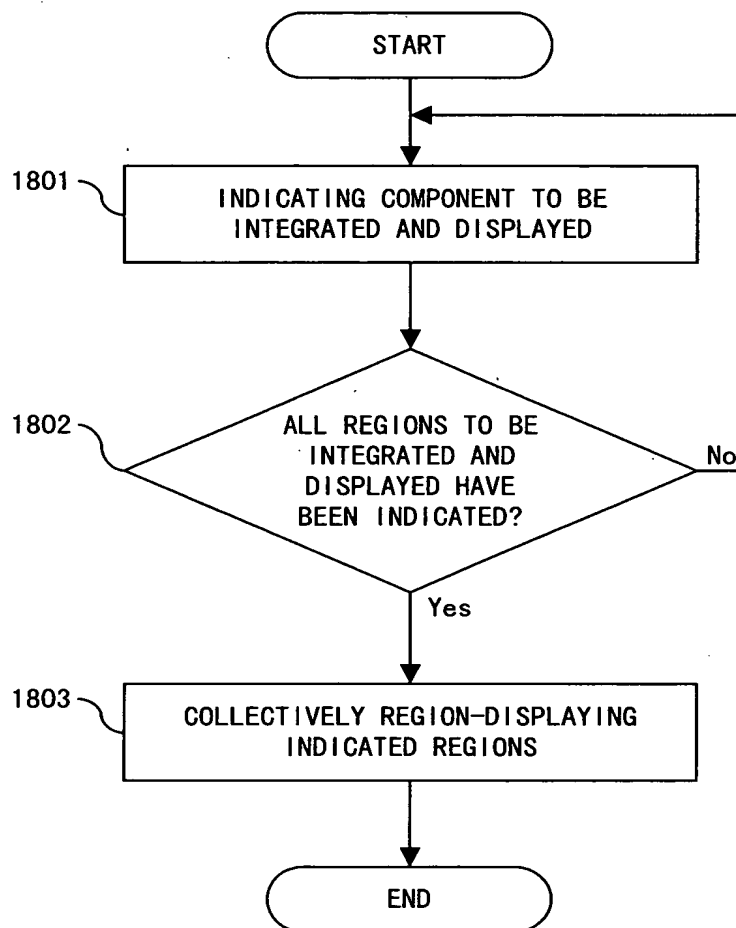 START
1801
INDICATING COMPONENT TO BE
INTEGRATED AND DISPLAYED
1802
ALL REGIONS TO BE
INTEGRATED AND
DISPLAYED HAVE
BEEN INDICATED?
No
Yes
1803
COLLECTIVELY REGION-DISPLAYING
INDICATED REGIONS
END